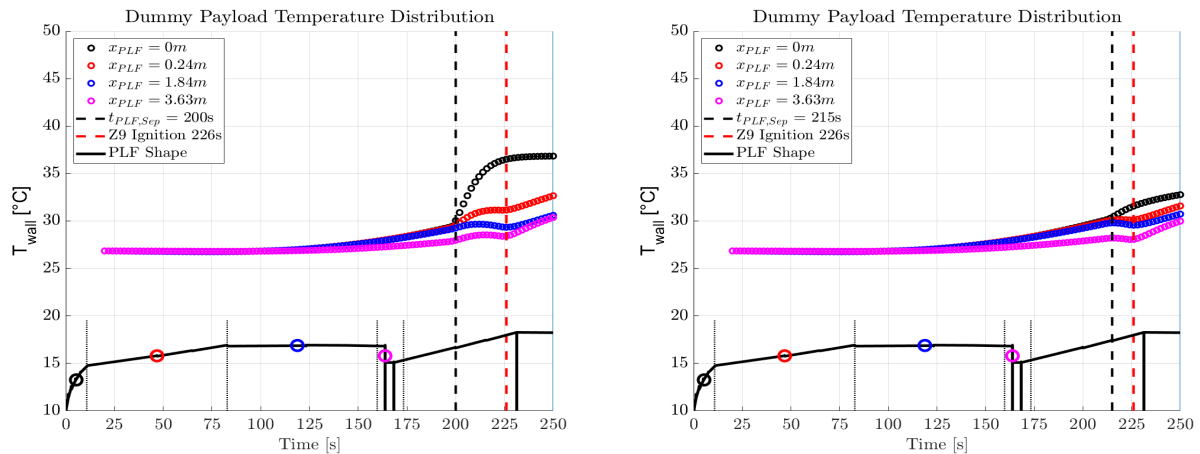 Dummy Payload Temperature Distribution
50
45
40
35
30
25
20
15
10
T_wall [°C]
x_PLF = 0m
x_PLF = 0.24m
x_PLF = 1.84m
x_PLF = 3.63m
t_PLF,Sep = 200s
Z9 Ignition 226s
PLF Shape
0 25 50 75 100 125 150 175 200 225 250
Time [s]
Dummy Payload Temperature Distribution
50
45
40
35
30
25
20
15
10
T_wall [°C]
x_PLF = 0m
x_PLF = 0.24m
x_PLF = 1.84m
x_PLF = 3.63m
t_PLF,Sep = 215s
Z9 Ignition 226s
PLF Shape
0 25 50 75 100 125 150 175 200 225 250
Time [s]